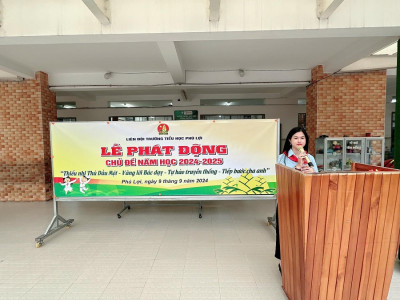 LIÊN ĐỘI TRƯỜNG TIỂU HỌC PHÚ LỢI
LỄ PHÁT ĐỘNG
CHỦ ĐỀ NĂM HỌC 2024-2025
"Thiếu nhi Thủ Dầu Một - Vâng lời Bác dạy - Tự hào truyền thống - Tiếp bước cha anh"
Phú Lợi, ngày 9 tháng 9 năm 2024